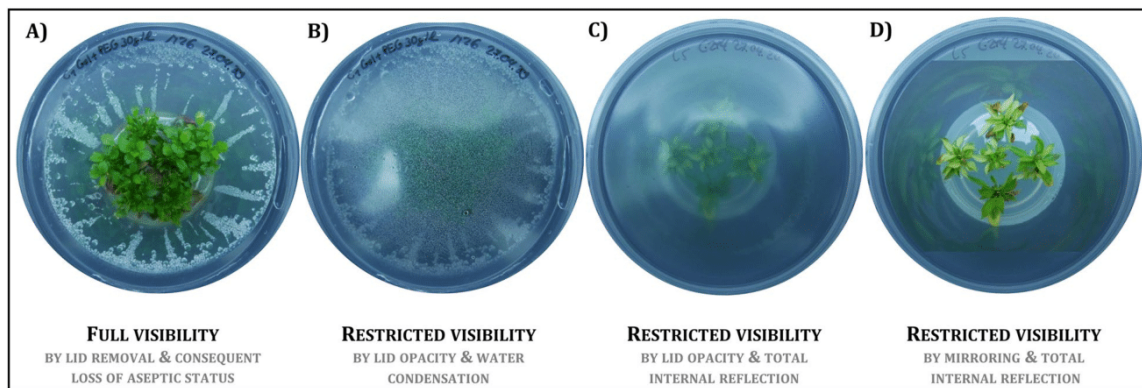 A)
B)
C)
D)
FULL VISIBILITY
BY LID REMOVAL & CONSEQUENT
LOSS OF ASEPTIC STATUS
RESTRICTED VISIBILITY
BY LID OPACITY & WATER
CONDENSATION
RESTRICTED VISIBILITY
BY LID OPACITY & TOTAL
INTERNAL REFLECTION
RESTRICTED VISIBILITY
BY MIRRORING & TOTAL
INTERNAL REFLECTION